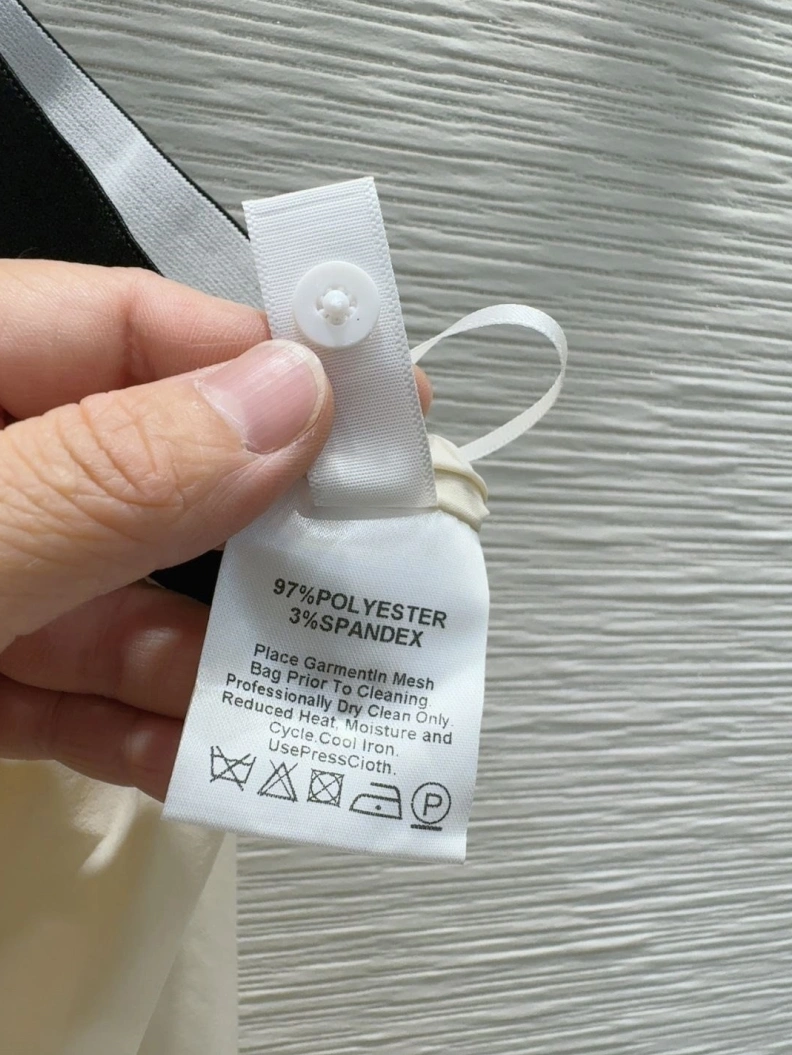 97%POLYESTER
3%SPANDEX
Place GarmentIn Mesh
Bag Prior To Cleaning.
Professionally Dry Clean Only.
Reduced Heat, Moisture and
Cycle.Cool Iron.
UsePressCloth.
P